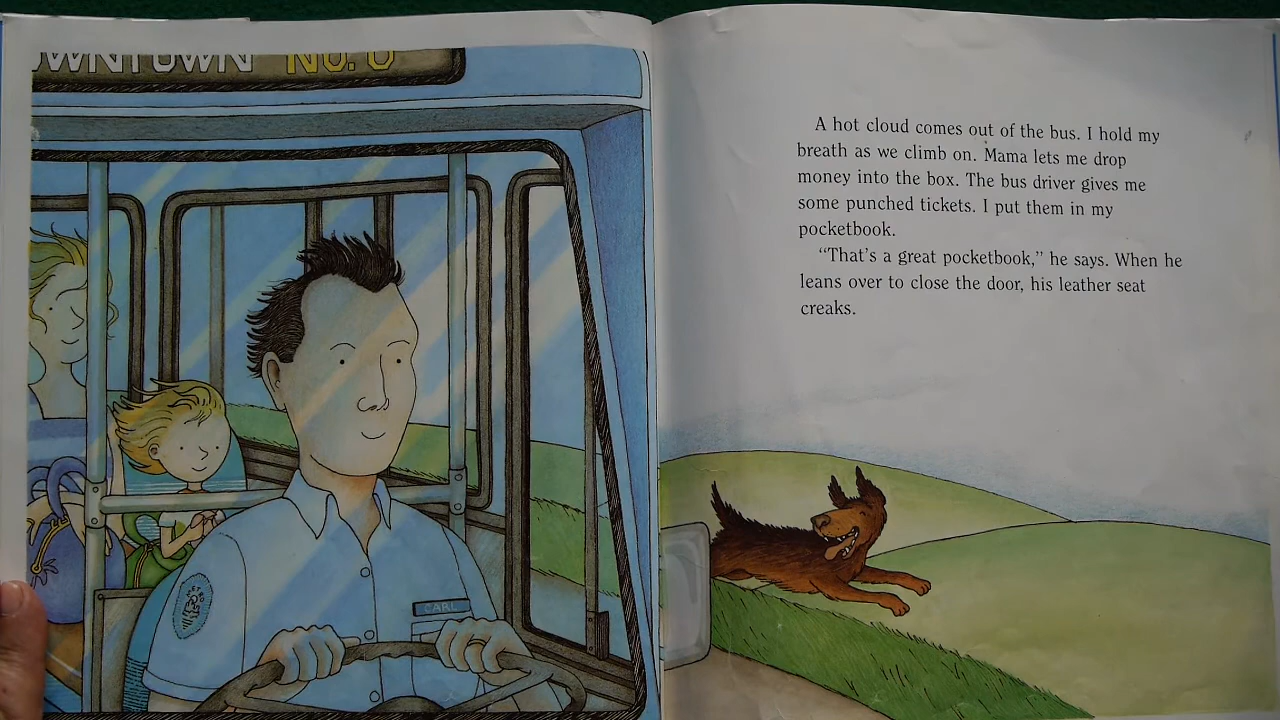 OWNTOWN No. 6
A hot cloud comes out of the bus. I hold my
breath as we climb on. Mama lets me drop
money into the box. The bus driver gives me
some punched tickets. I put them in my
pocketbook.
“That’s a great pocketbook,” he says. When he
leans over to close the door, his leather seat
creaks.
CARL